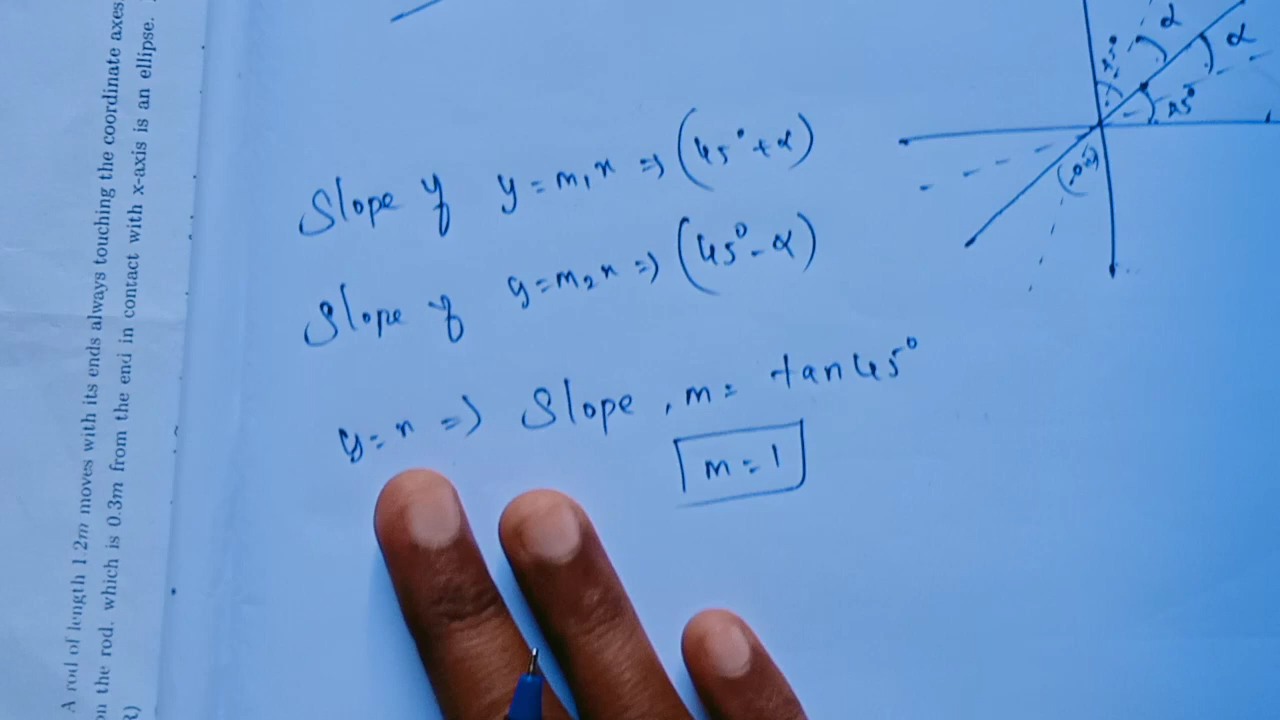 Slope of y = m₁x ⇒ (45° + α)
Slope of y = m₂x ⇒ (45° - α)
y = x ⇒ Slope, m = tan45°
m = 1
α
α
45°
A rod of length 1.2m moves with its ends always touching the coordinate axes.
on the rod, which is 0.3m from the end in contact with x-axis is an ellipse.